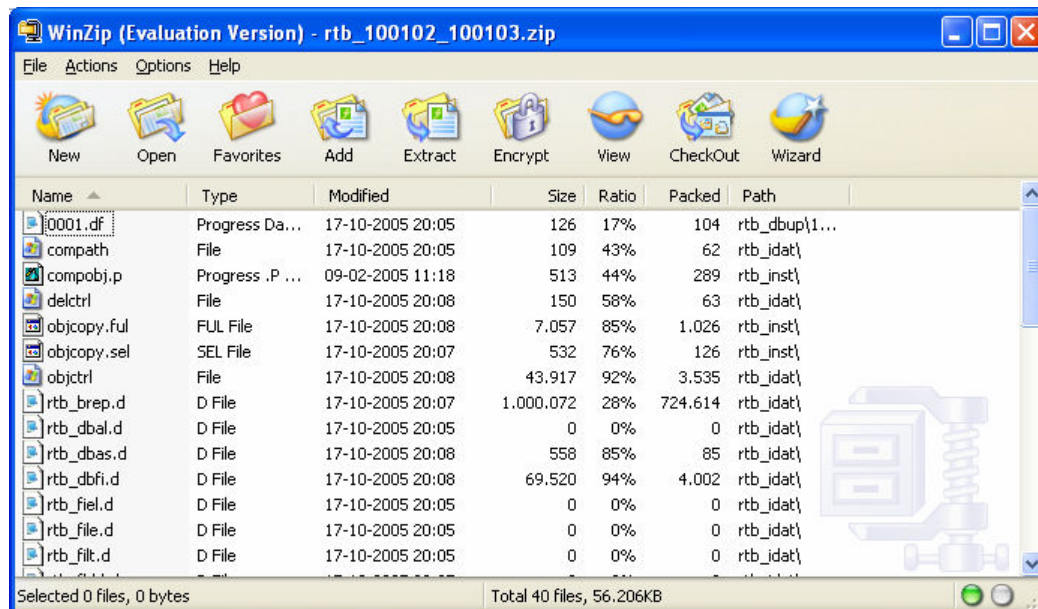 WinZip (Evaluation Version) - rtb_100102_100103.zip
File Actions Options Help
New Open Favorites Add Extract Encrypt View CheckOut Wizard
Name Type Modified Size Ratio Packed Path
0001.df Progress Da... 17-10-2005 20:05 126 17% 104 rtb_dbup\1...
compath File 17-10-2005 20:05 109 43% 62 rtb_idat\
compobj.p Progress .P ... 09-02-2005 11:18 513 44% 289 rtb_inst\
delctrl File 17-10-2005 20:08 150 58% 63 rtb_idat\
objcopy.ful FUL File 17-10-2005 20:08 7.057 85% 1.026 rtb_inst\
objcopy.sel SEL File 17-10-2005 20:07 532 76% 126 rtb_inst\
objctrl File 17-10-2005 20:08 43.917 92% 3.535 rtb_idat\
rtb_brep.d D File 17-10-2005 20:07 1.000.072 28% 724.614 rtb_idat\
rtb_dbal.d D File 17-10-2005 20:05 0 0% 0 rtb_idat\
rtb_dbas.d D File 17-10-2005 20:05 558 85% 85 rtb_idat\
rtb_dbfi.d D File 17-10-2005 20:08 69.520 94% 4.002 rtb_idat\
rtb_fiel.d D File 17-10-2005 20:05 0 0% 0 rtb_idat\
rtb_file.d D File 17-10-2005 20:05 0 0% 0 rtb_idat\
rtb_filt.d D File 17-10-2005 20:05 0 0% 0 rtb_idat\
Selected 0 files, 0 bytes Total 40 files, 56.206KB